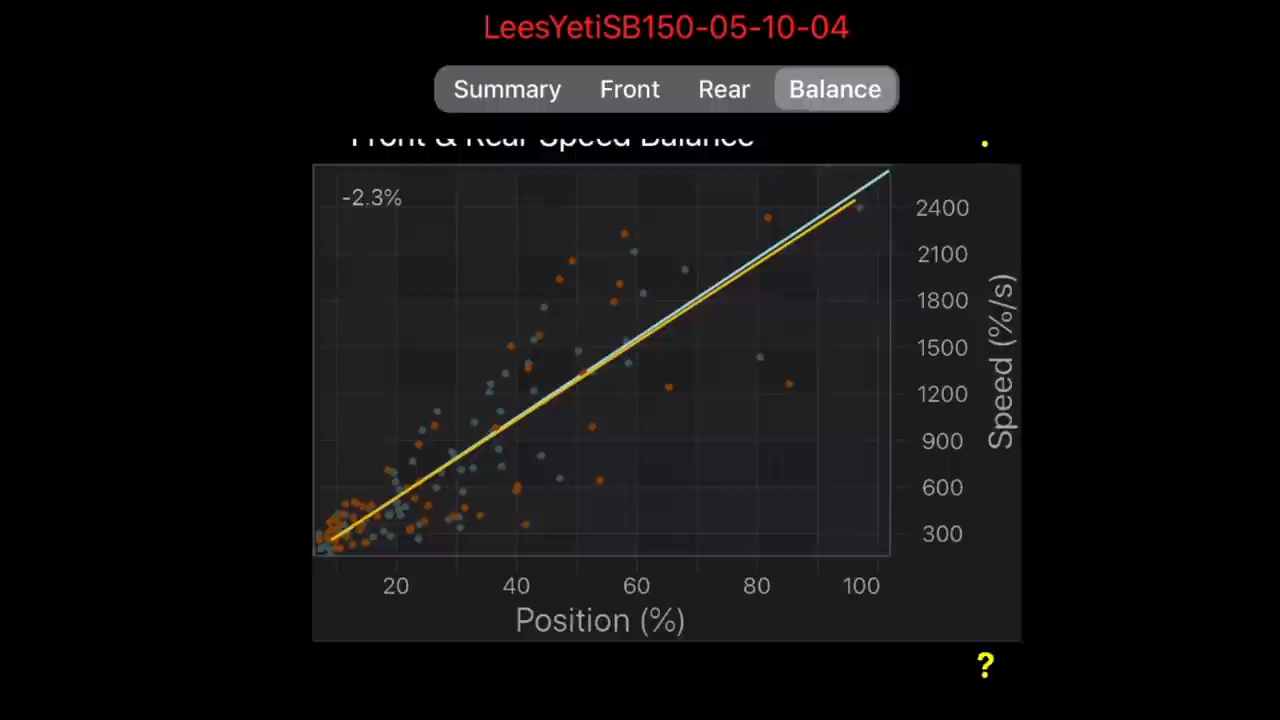 LeesYetiSB150-05-10-04
Summary Front Rear Balance
Front & Rear Speed Balance
-2.3%
2400
2100
1800
1500
1200
900
600
300
Speed (%/s)
20 40 60 80 100
Position (%)
?